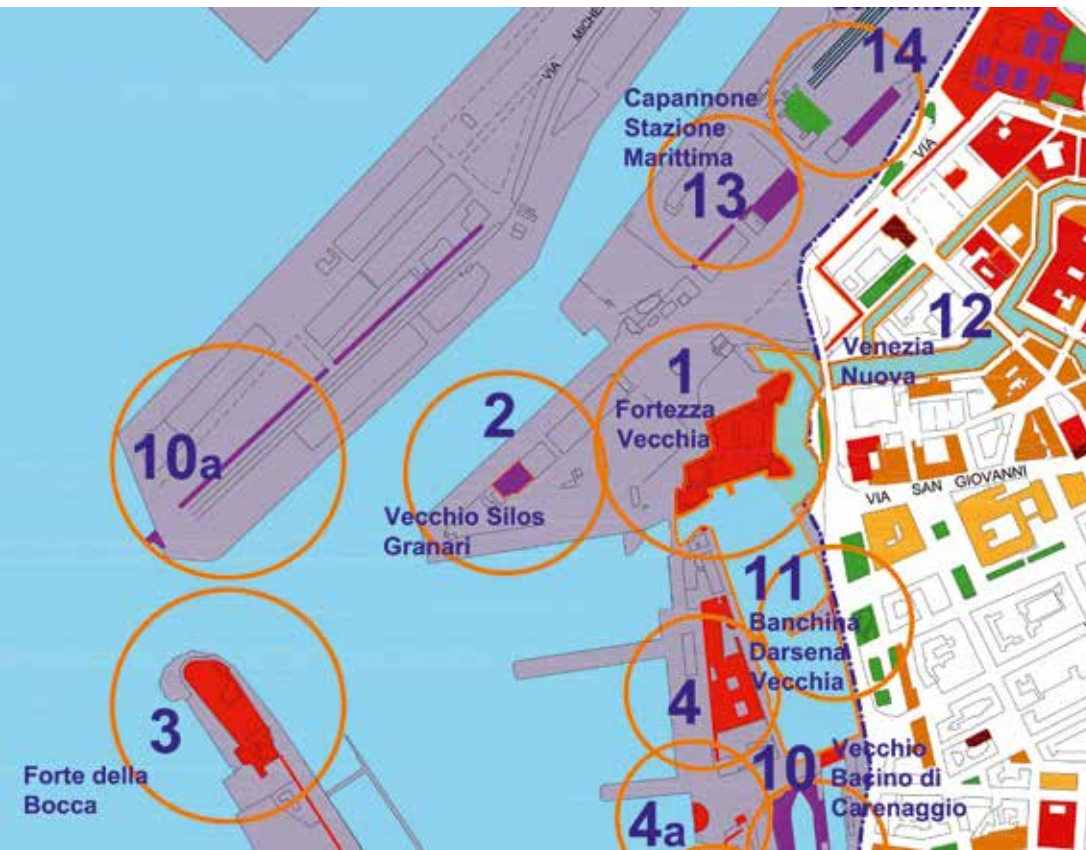 VIA
14
Capannone
Stazione
Marittima
13
VIA
12
Venezia
Nuova
1
Fortezza
Vecchia
2
10a
Vecchio Silos
Granari
VIA SAN GIOVANNI
11
Banchina
Darsena
Vecchia
3
4
Forte della
Bocca
10
Vecchio
Bacino di
Carenaggio
4a